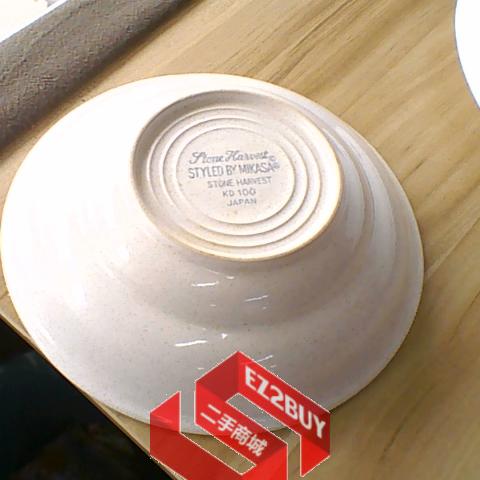 Stone Harvest©
STYLED BY MIKASA®
STONE HARVEST
KD 100
JAPAN
EZ2BUY
二手商城